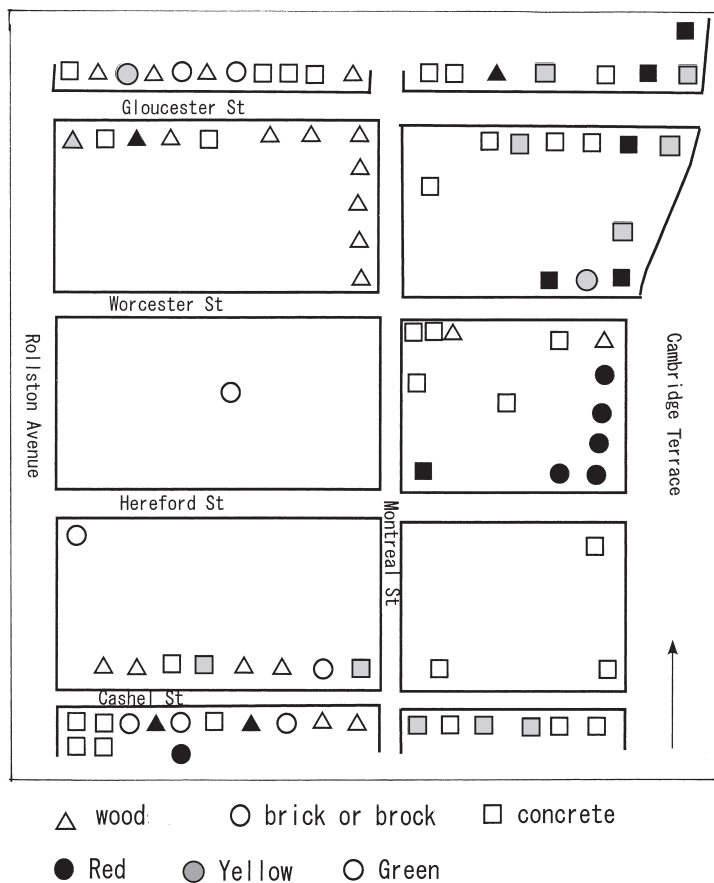 Gloucester St
Worcester St
Rollston Avenue
Cambridge Terrace
Hereford St
Montreal St
Cashel St
wood
brick or brock
concrete
Red
Yellow
Green